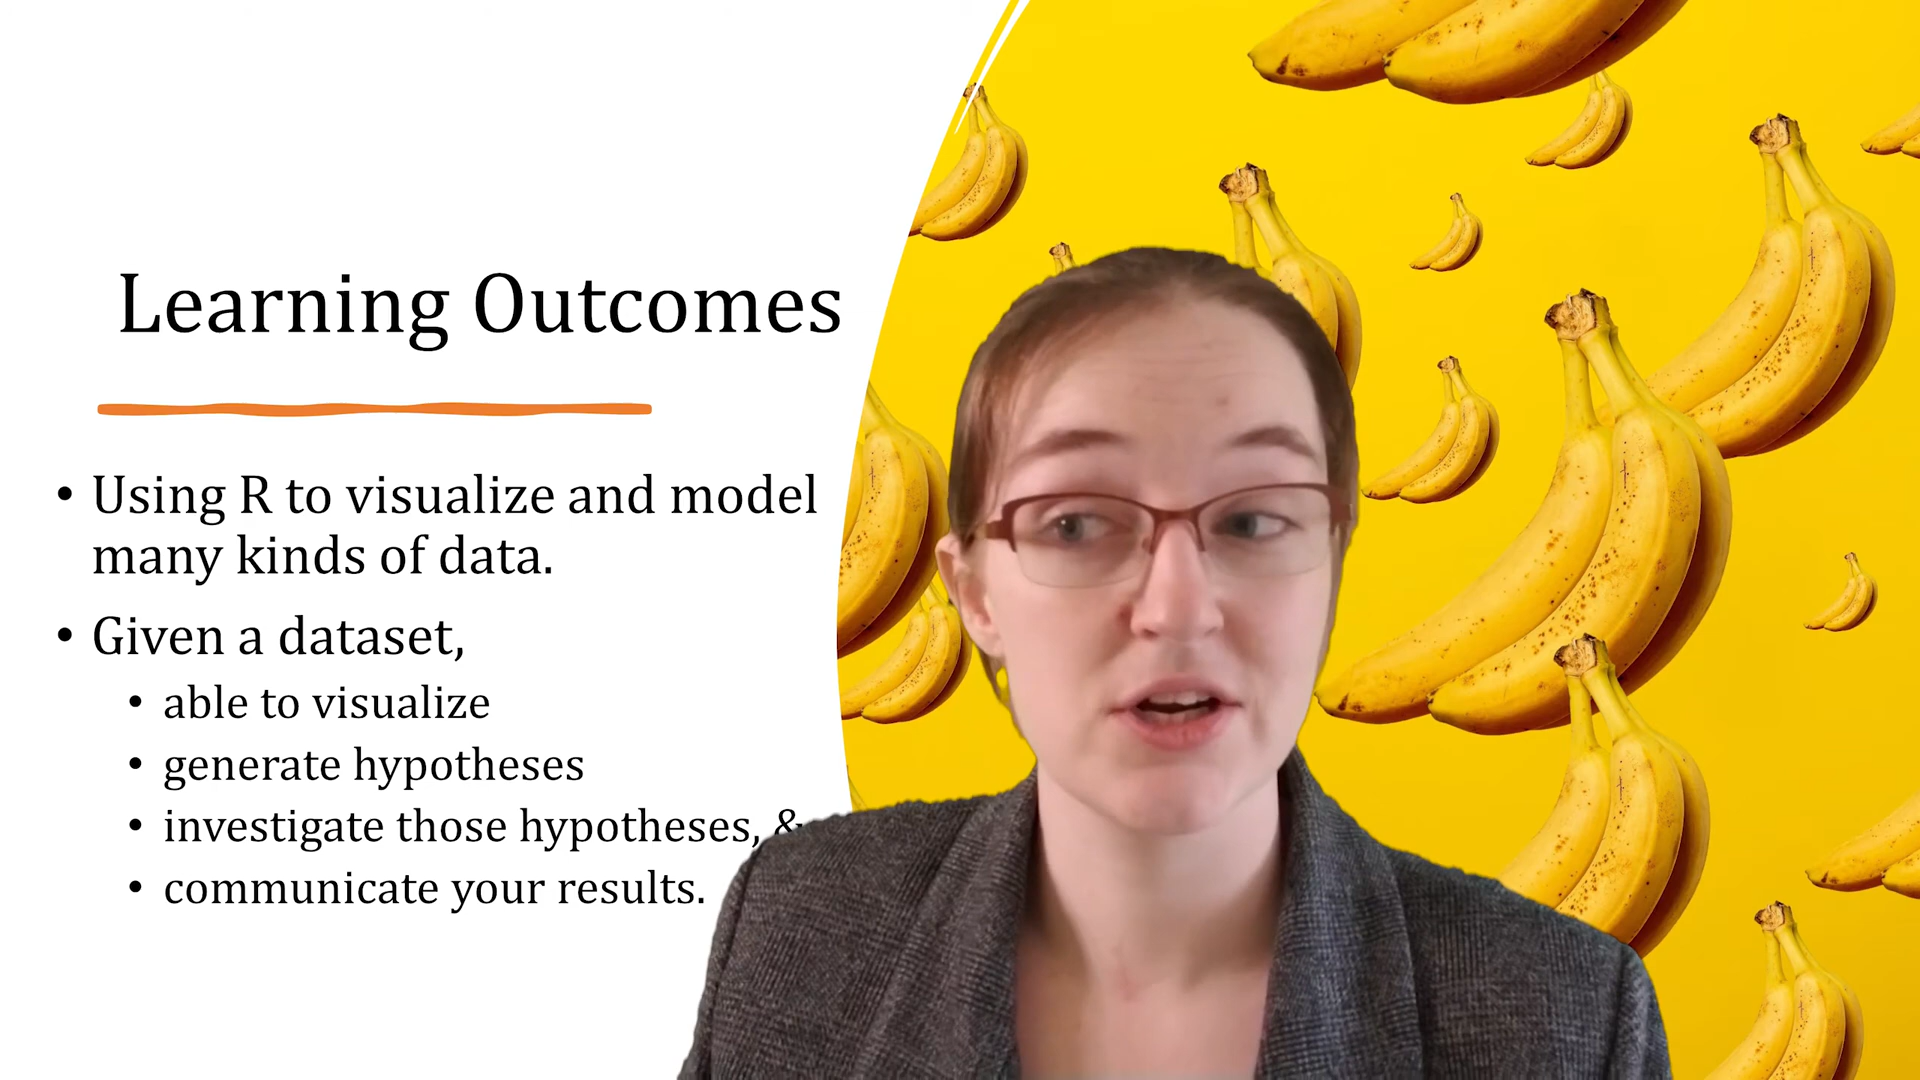 Learning Outcomes
• Using R to visualize and model
many kinds of data.
• Given a dataset,
• able to visualize
• generate hypotheses
• investigate those hypotheses, &
• communicate your results.